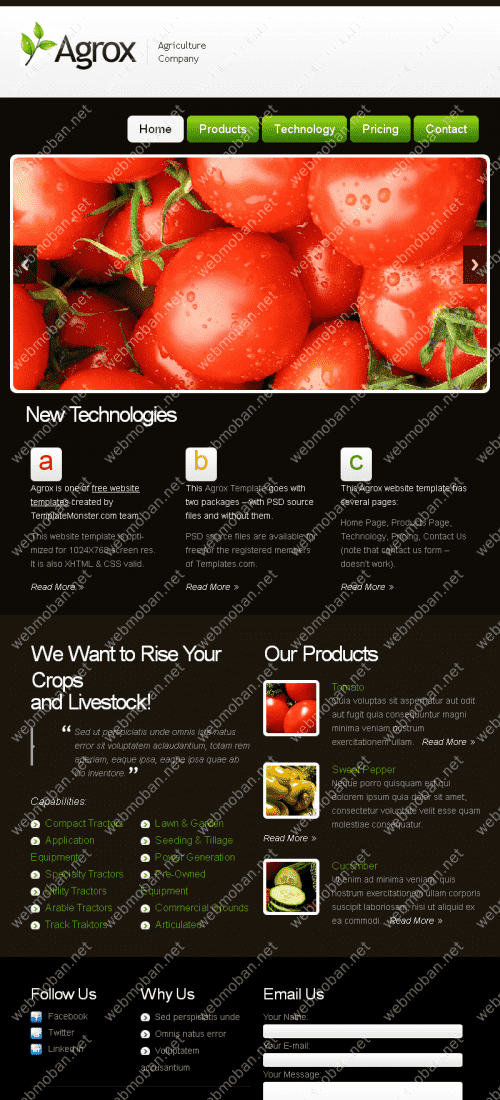 Agrox
Agriculture
Company
Home
Products
Technology
Pricing
Contact
New Technologies
a
Agrox is one of free website
templates created by
TemplateMonster.com team.
This website template is opti-
mized for 1024X768 screen res.
It is also XHTML & CSS valid.
Read More »
b
This Agrox Template goes with
two packages – with PSD source
files and without them.
PSD source files are available for
free for the registered members
of Templates.com.
Read More »
c
This Agrox website template has
several pages:
Home Page, Products Page,
Technology, Pricing, Contact Us
(note that contact us form –
doesn't work).
Read More »
We Want to Rise Your
Crops
and Livestock!
“ Sed ut perspiciatis unde omnis iste natus
error sit voluptatem aclaudantium, totam rem
aperiam, eaque ipsa, eaque ipsa quae ab
illo inventore. ”
Capabilities:
Compact Tractors
Application
Equipments
Specialty Tractors
Utility Tractors
Arable Tractors
Track Traktors
Lawn & Garden
Seeding & Tillage
Power Generation
Pre-Owned
Equipment
Commercial Grounds
Articulated
Our Products
Tomato
Quia voluptas sit aspernatur aut odit
aut fugit quia consequuntur magni
minima veniam nostrum
exercitationem ullam. Read More »
Sweet Pepper
Neque porro quisquam est qui
dolorem ipsum quia dolor sit amet,
consectetur voluptate velit esse quam
molestiae consequatur.
Read More »
Cucumber
Ut enim ad minima veniam, quis
nostrum exercitationem ullam corporis
suscipit laboriosam, nisi ut aliquid ex
ea commodi... Read More »
Follow Us
Facebook
Twitter
LinkedIn
Why Us
Sed perspiciatis unde
Omnis natus error
Voluptatem
accusantium
Email Us
Your Name:
Your E-mail:
Your Message:
webmoban.net